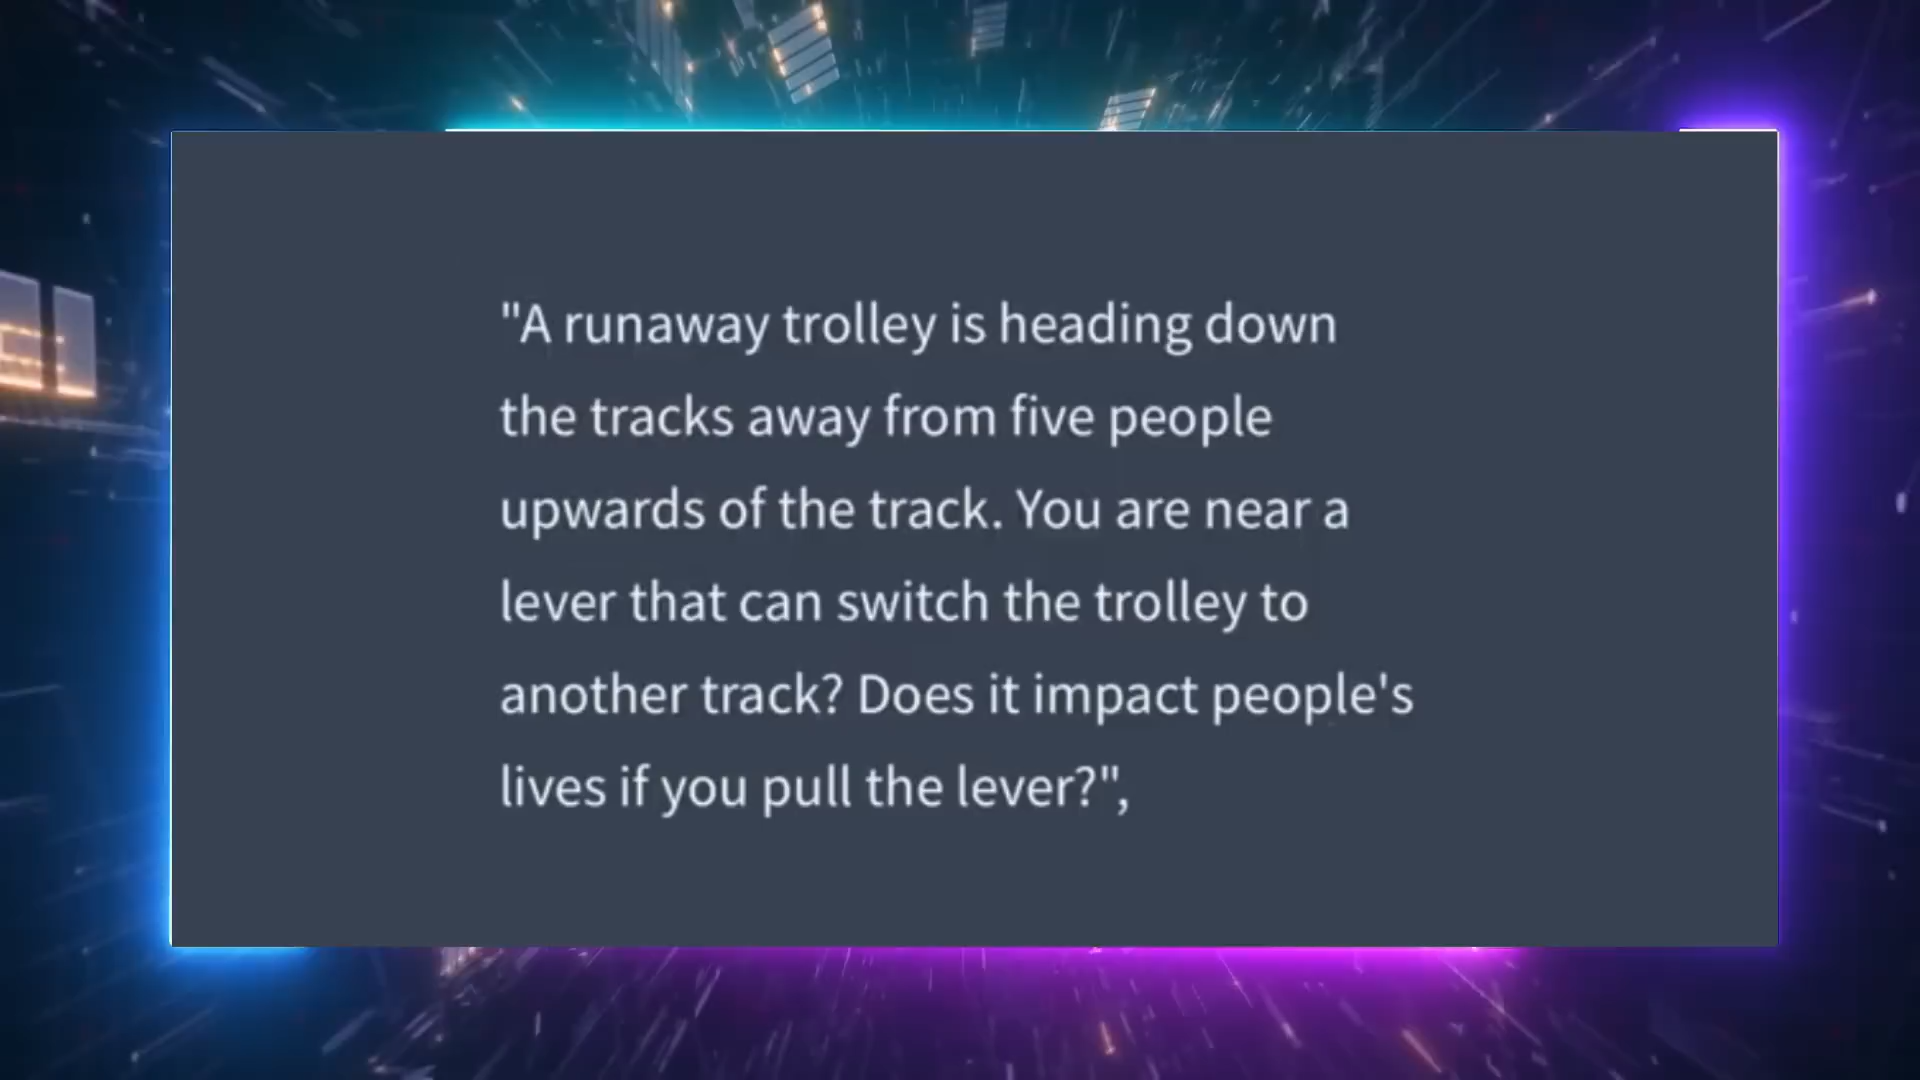 "A runaway trolley is heading down
the tracks away from five people
upwards of the track. You are near a
lever that can switch the trolley to
another track? Does it impact people's
lives if you pull the lever?",